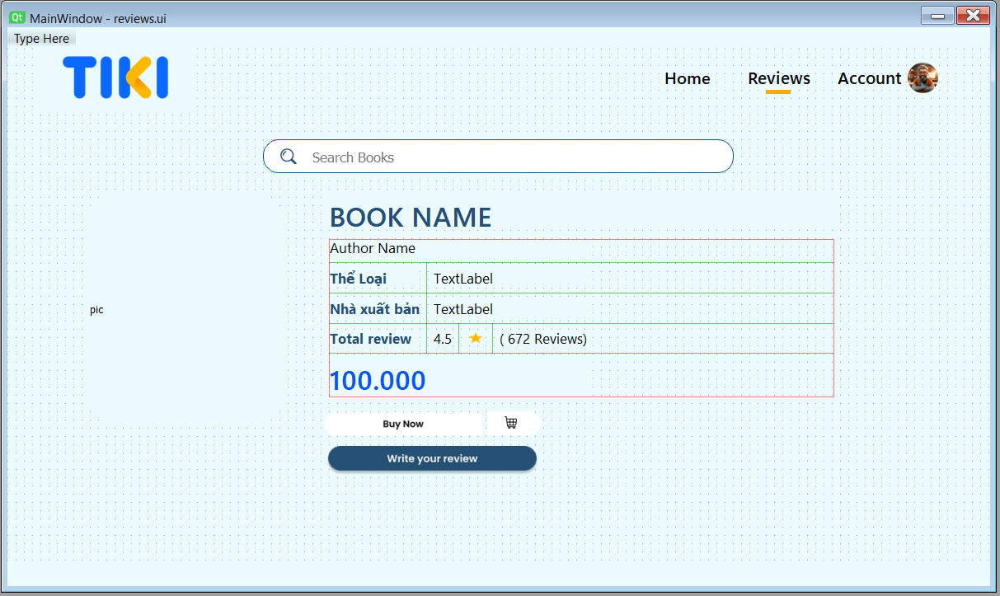 MainWindow - reviews.ui
Type Here
TIKI
Home Reviews Account
Search Books
BOOK NAME
Author Name
Thể Loại TextLabel
Nhà xuất bản TextLabel
pic
Total review 4.5 ( 672 Reviews)
100.000
Buy Now
Write your review